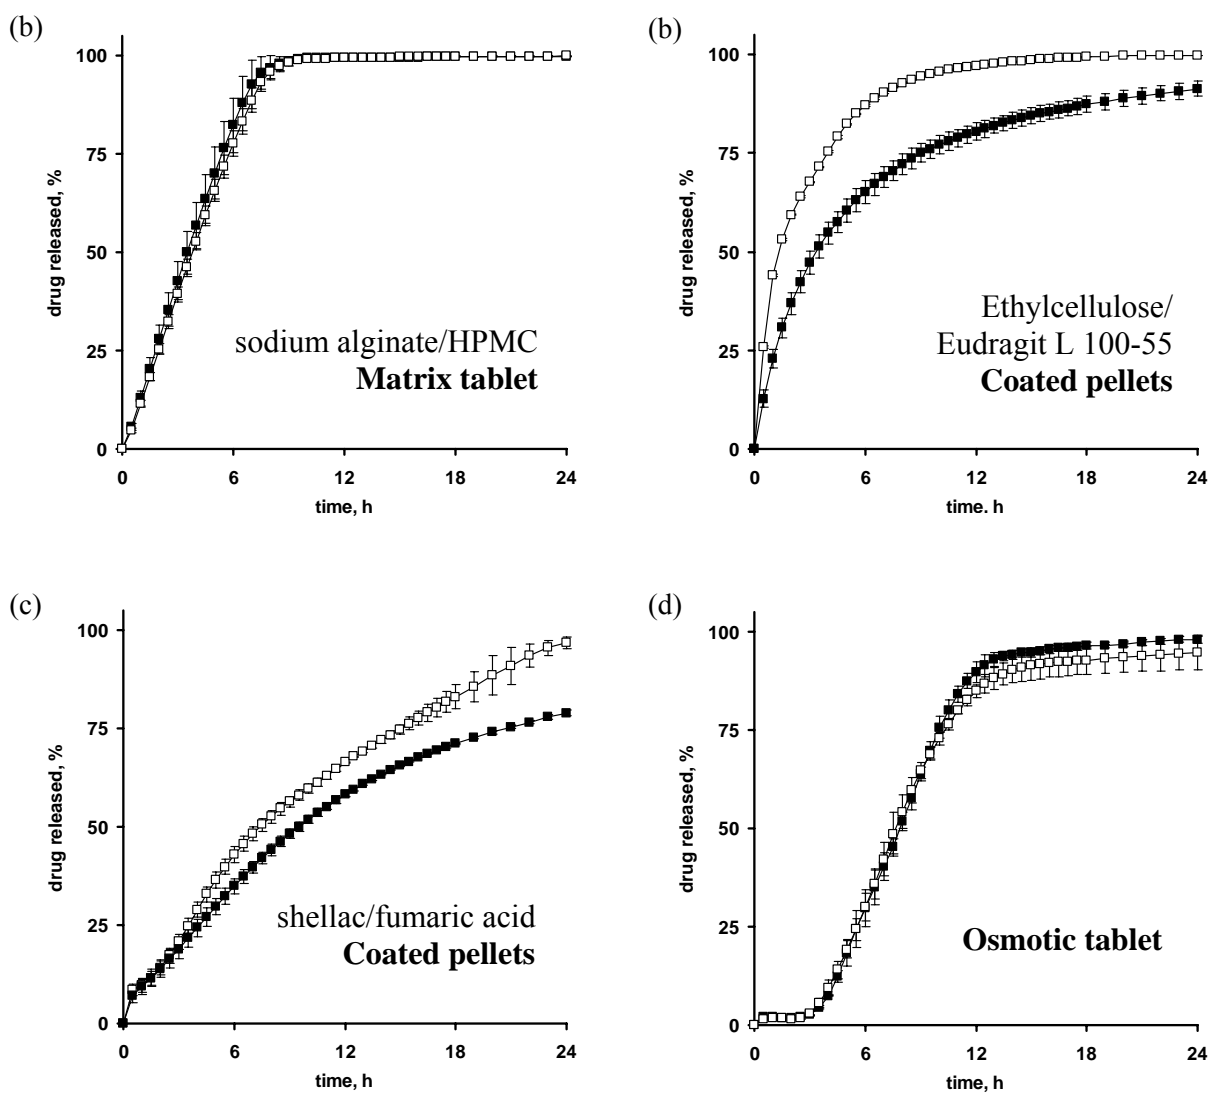 (b)
100
75
50
25
0
drug released, %
0 6 12 18 24
time, h
sodium alginate/HPMC
Matrix tablet
(b)
100
75
50
25
0
drug released, %
0 6 12 18 24
time. h
Ethylcellulose/
Eudragit L 100-55
Coated pellets
(c)
100
75
50
25
0
drug released, %
0 6 12 18 24
time, h
shellac/fumaric acid
Coated pellets
(d)
100
75
50
25
0
drug released, %
0 6 12 18 24
time, h
Osmotic tablet